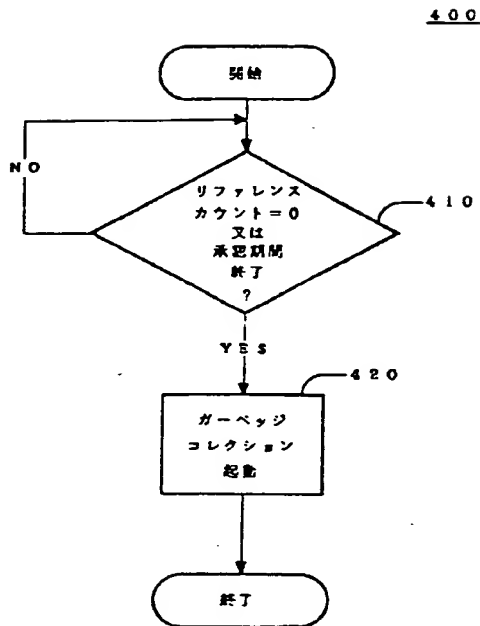 400
開始
NO
リファレンス
カウント=0
又は
承認期間
終了
?
410
YES
420
ガーベッジ
コレクション
起動
終了